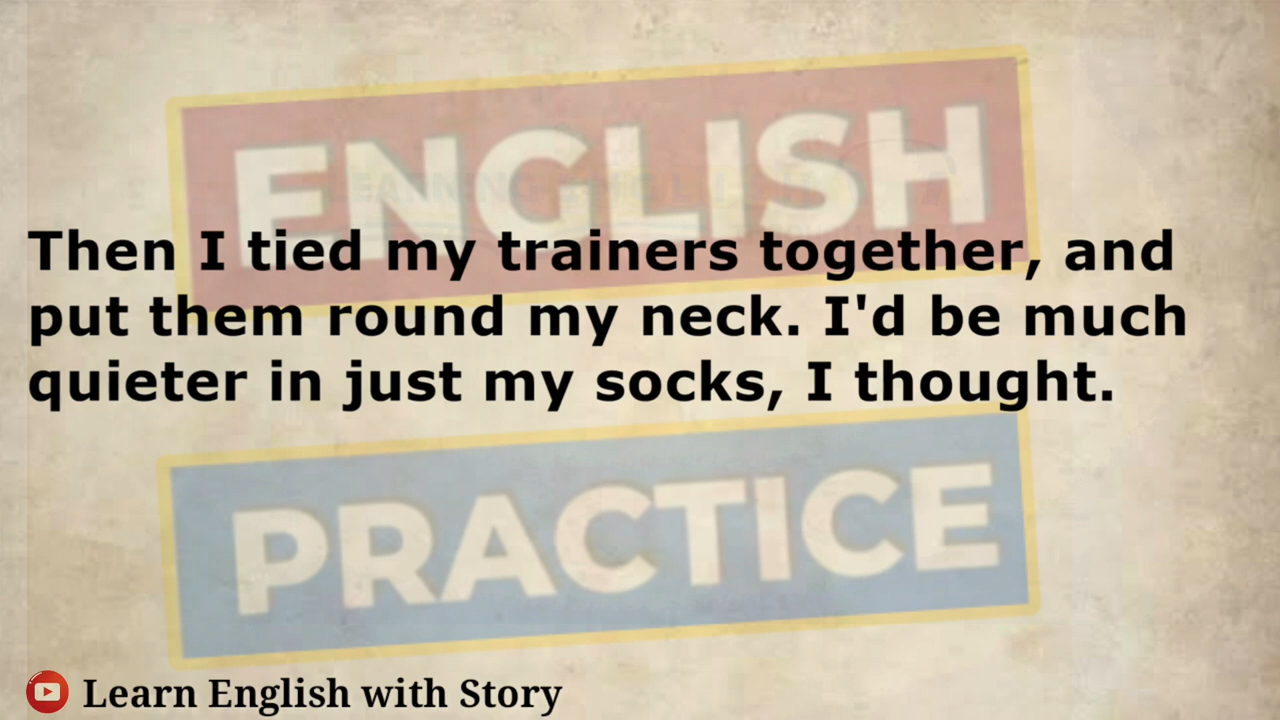 ENGLISH
Then I tied my trainers together, and
put them round my neck. I'd be much
quieter in just my socks, I thought.
PRACTICE
Learn English with Story